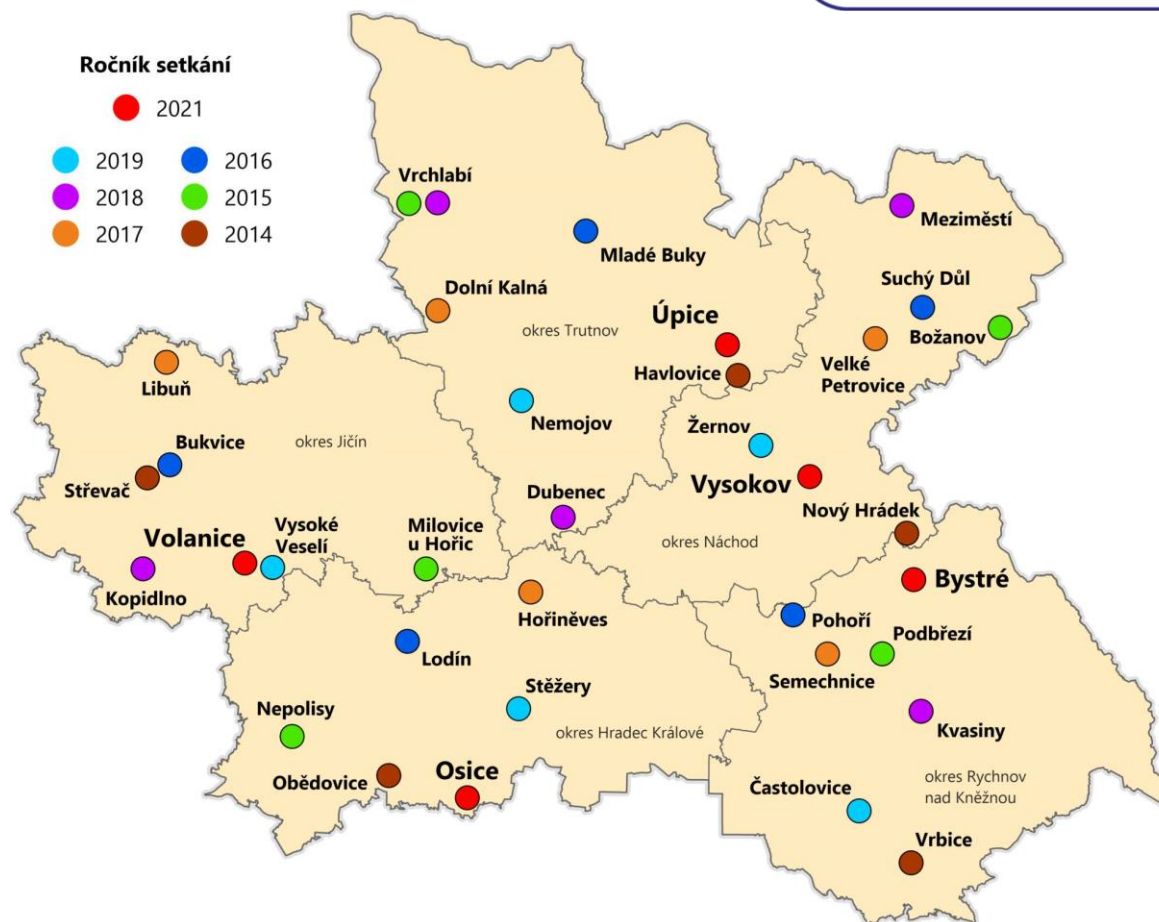 Ročník setkání
2021
2019
2016
2018
2015
2017
2014
Vrchlabí
Meziměstí
Mladé Buky
Suchý Důl
Dolní Kalná
Úpice
okres Trutnov
Božanov
Velké
Petrovice
Havlovice
Libuň
Nemojov
Žernov
Bukvice
okres Jičín
Střevač
Vysokov
Dubenec
Nový Hrádek
Volanice
Vysoké
Veselí
Milovice
u Hořic
okres Náchod
Bystré
Kopidlno
Hořiněves
Pohoří
Podbřezí
Lodín
Semechnice
Stěžery
Nepolisy
okres Hradec Králové
Kvasiny
Obědovice
Osice
Častolovice
okres Rychnov
nad Kněžnou
Vrbice